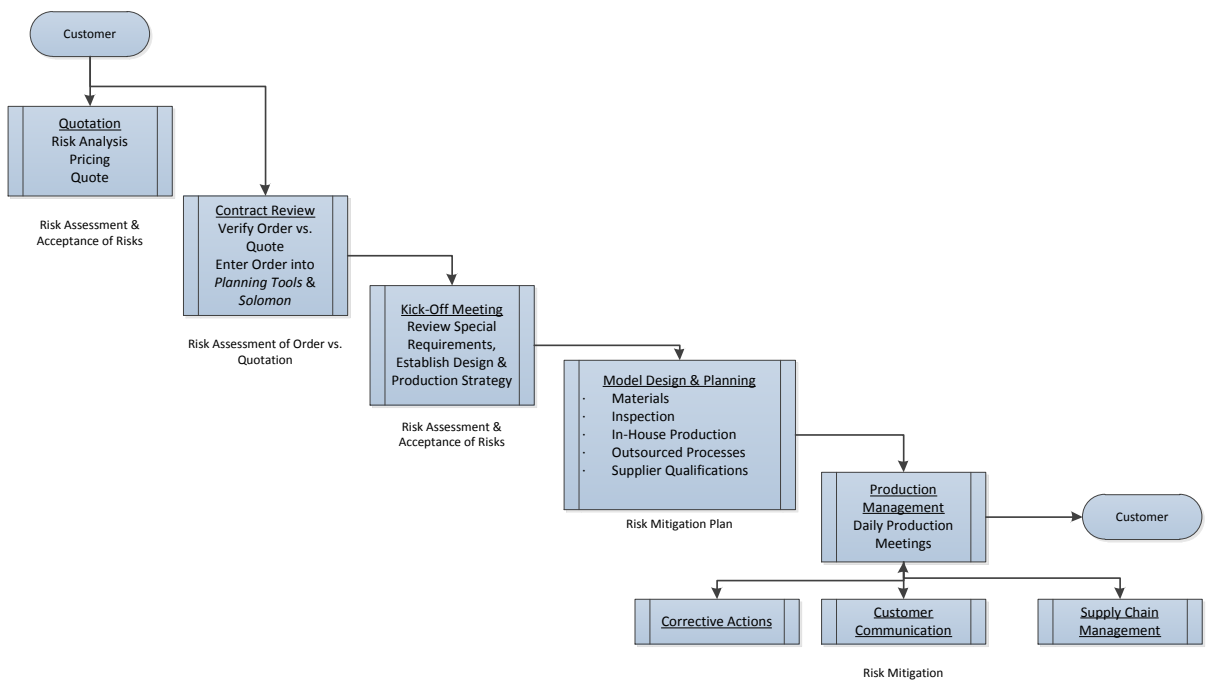 Customer
Quotation
Risk Analysis
Pricing
Quote
Risk Assessment &
Acceptance of Risks
Contract Review
Verify Order vs.
Quote
Enter Order into
Planning Tools &
Solomon
Risk Assessment of Order vs.
Quotation
Kick-Off Meeting
Review Special
Requirements,
Establish Design &
Production Strategy
Risk Assessment &
Acceptance of Risks
Model Design & Planning
· Materials
· Inspection
· In-House Production
· Outsourced Processes
· Supplier Qualifications
Risk Mitigation Plan
Production
Management
Daily Production
Meetings
Customer
Corrective Actions
Customer
Communication
Supply Chain
Management
Risk Mitigation